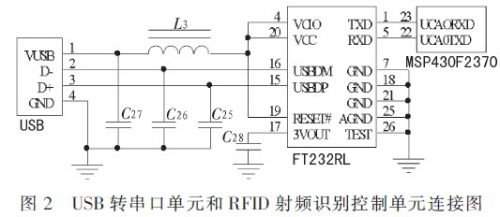 L3
4 VCIO TXD 1 23 UCA0RXD
20 VCC RXD 5 22 UCA0TXD
MSP430F2370
VUSB 1
D- 2 16 USBDM GND 7
D+ 3 15 USBDP GND 18
GND 4 GND 21
USB
C27 C26 C25
19 RESET# AGND 25
C28 17 3VOUT TEST 26
FT232RL
图 2 USB 转串口单元和 RFID 射频识别控制单元连接图